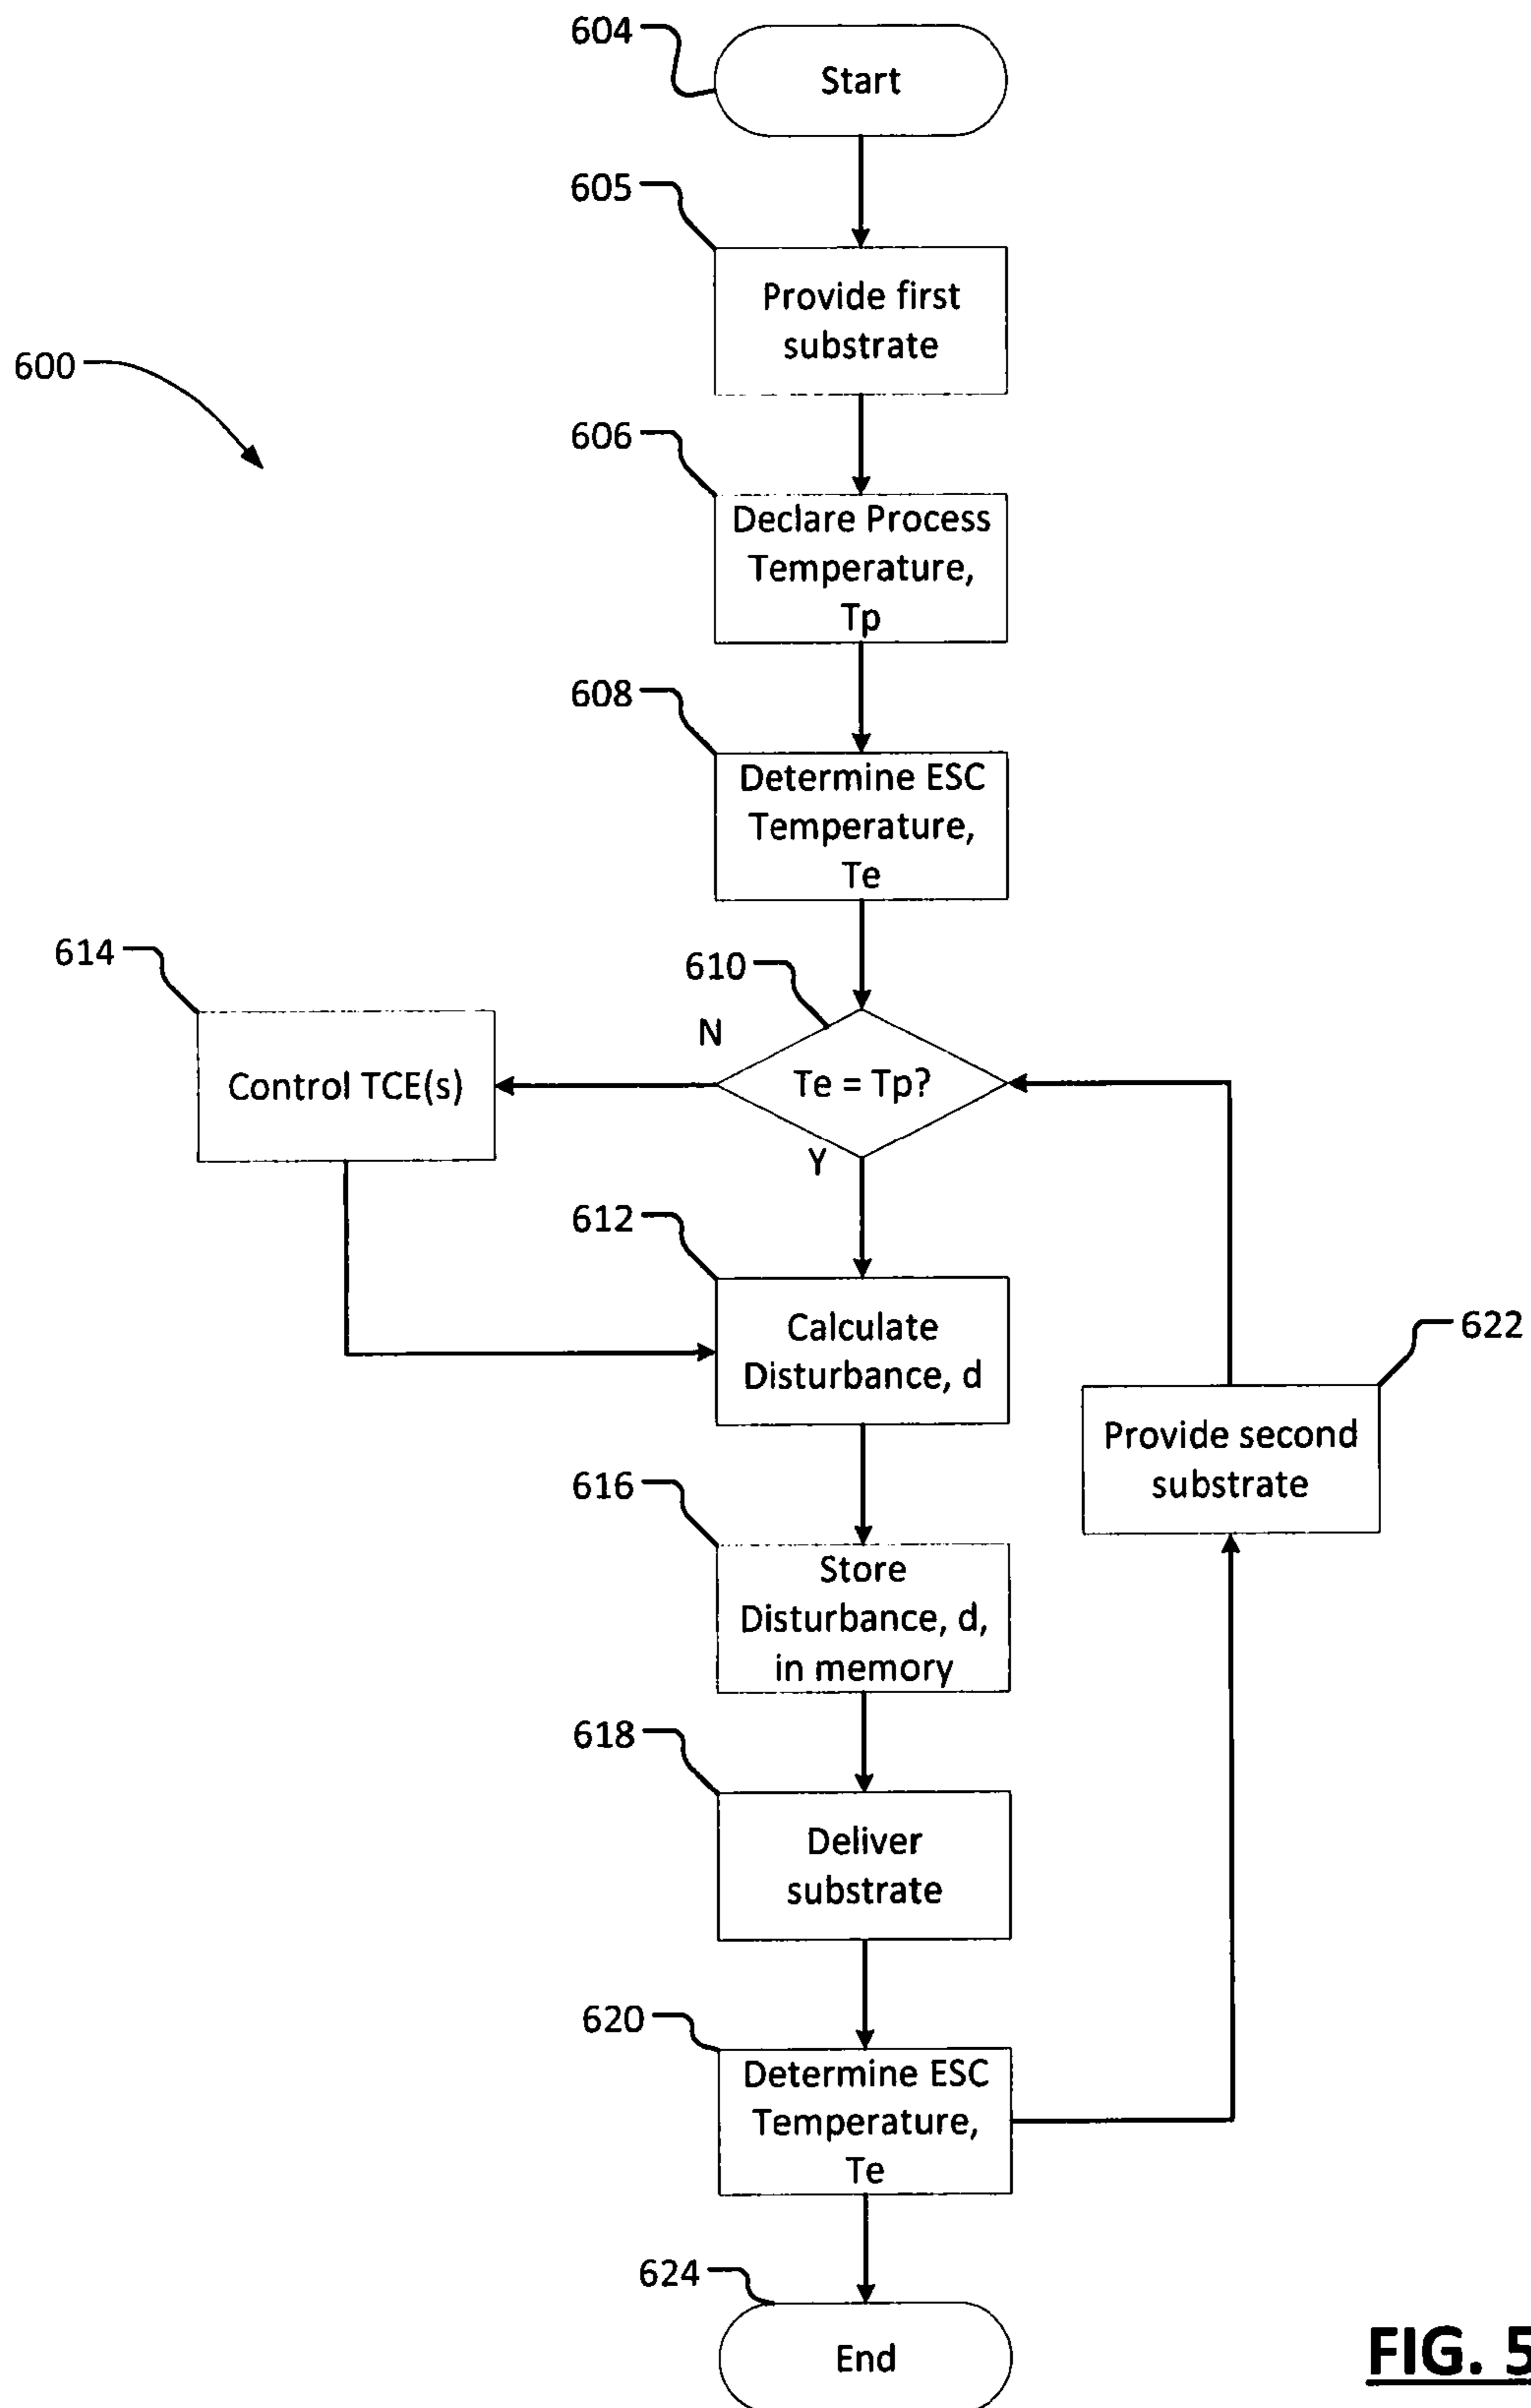 604
Start
605
Provide first
substrate
600
606
Declare Process
Temperature,
Tp
608
Determine ESC
Temperature,
Te
614
610
N
Control TCE(s)
Te = Tp?
Y
612
Calculate
Disturbance, d
622
Provide second
substrate
616
Store
Disturbance, d,
in memory
618
Deliver
substrate
620
Determine ESC
Temperature,
Te
624
End
FIG. 5